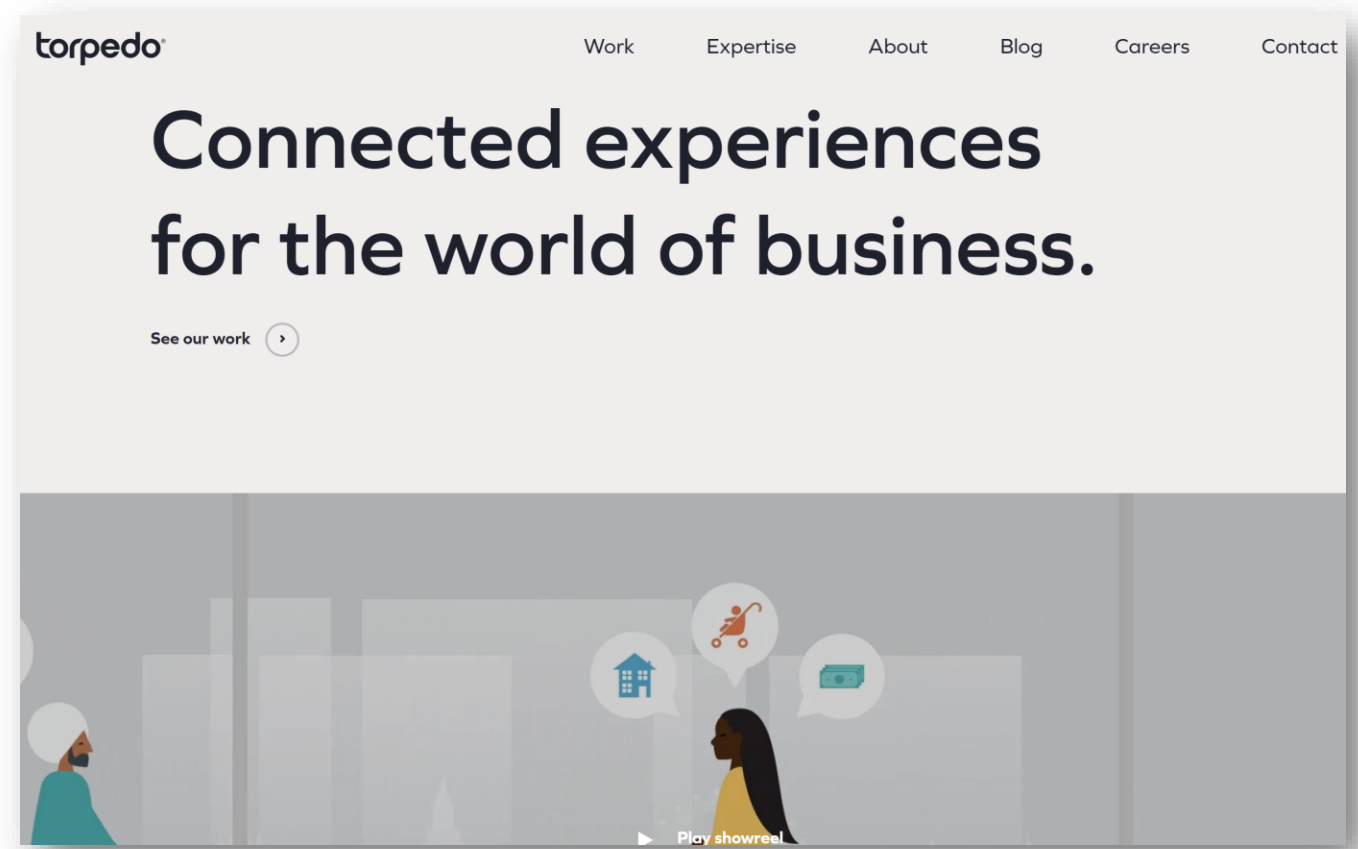 torpedo®
Work Expertise About Blog Careers Contact
Connected experiences
for the world of business.
See our work
Play showreel